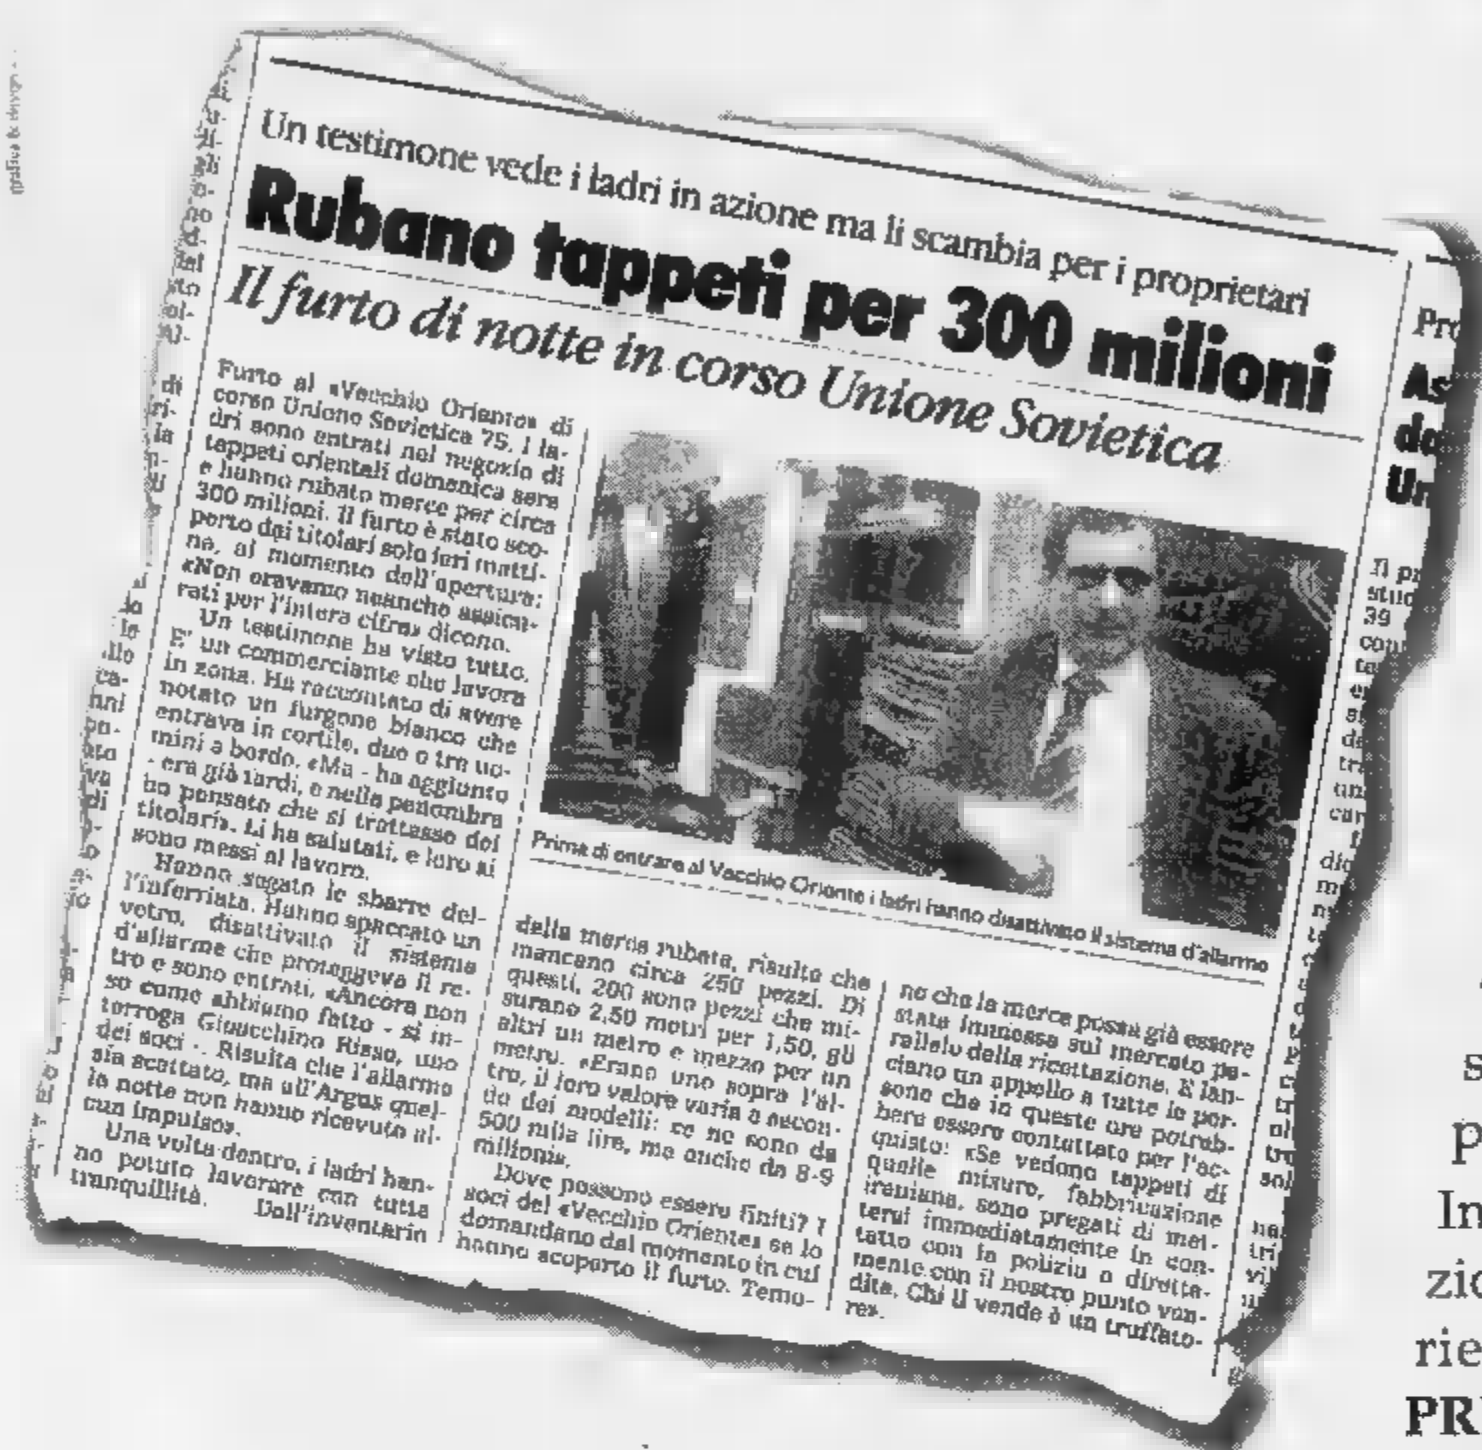 Un testimone vede i ladri in azione ma li scambia per i proprietari
Rubano tappeti per 300 milioni
Il furto di notte in corso Unione Sovietica
Furto al «Vecchio Oriente» di
corso Unione Sovietica 75. I la-
dri sono entrati nel negozio di
tappeti orientali domenica sera
e hanno rubato merce per circa
300 milioni. Il furto è stato sco-
perto dai titolari solo ieri matti-
na, al momento dell'apertura:
«Non eravamo neanche assicu-
rati per l'intera cifra» dicono.
Un testimone ha visto tutto.
E' un commerciante che lavora
in zona. Ha raccontato di avere
notato un furgone bianco che
entrava in cortile, due o tre uo-
mini a bordo. «Ma - ha aggiunto
- era già tardi, e nella penombra
ho pensato che si trattasse dei
titolari». Li ha salutati, e loro si
sono messi al lavoro.
Hanno segato le sbarre del-
l'inferriata. Hanno spaccato un
vetro, disattivato il sistema
d'allarme che proteggeva il re-
tro e sono entrati. «Ancora non
so come abbiamo fatto - si in-
terroga Gioacchino Risso, uno
dei soci -. Risulta che l'allarme
sia scattato, ma all'Argus quel-
la notte non hanno ricevuto al-
cun impulso».
Una volta dentro, i ladri han-
no potuto lavorare con tutta
tranquillità. Dall'inventario
Prima di entrare al Vecchio Oriente i ladri hanno disattivato il sistema d'allarme
della merce rubata, risulta che
mancano circa 250 pezzi. Di
questi, 200 sono pezzi che mi-
surano 2,50 metri per 1,50, gli
altri un metro e mezzo per un
metro. «Erano uno sopra l'al-
tro, il loro valore varia a secon-
da dei modelli: ce ne sono da
500 mila lire, ma anche da 8-9
milioni».
Dove possono essere finiti? I
soci del «Vecchio Oriente» se lo
domandano dal momento in cui
hanno scoperto il furto. Temo-
no che la merce possa già essere
stata immessa sul mercato pa-
rallelo della ricettazione. E lan-
ciano un appello a tutte le per-
sone che in queste ore potreb-
bero essere contattate per l'ac-
quisto: «Se vedono tappeti di
quelle misure, fabbricazione
iraniana, sono pregati di met-
tersi immediatamente in con-
tatto con la polizia o diretta-
mente con il nostro punto ven-
dita. Chi li vende è un truffato-
re».
Pro
As
da
Un
39
In
zio
rie
PR